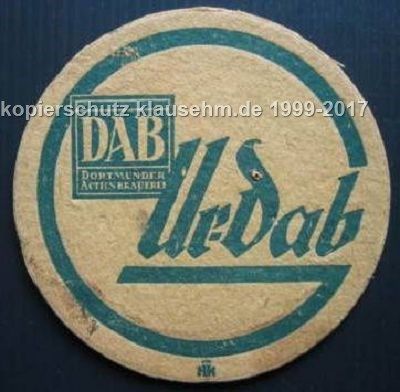 kopierschutz klausehm.de 1999-2017
DAB
DORTMUNDER
ACTIENBRAUEREI
Ur-Dab